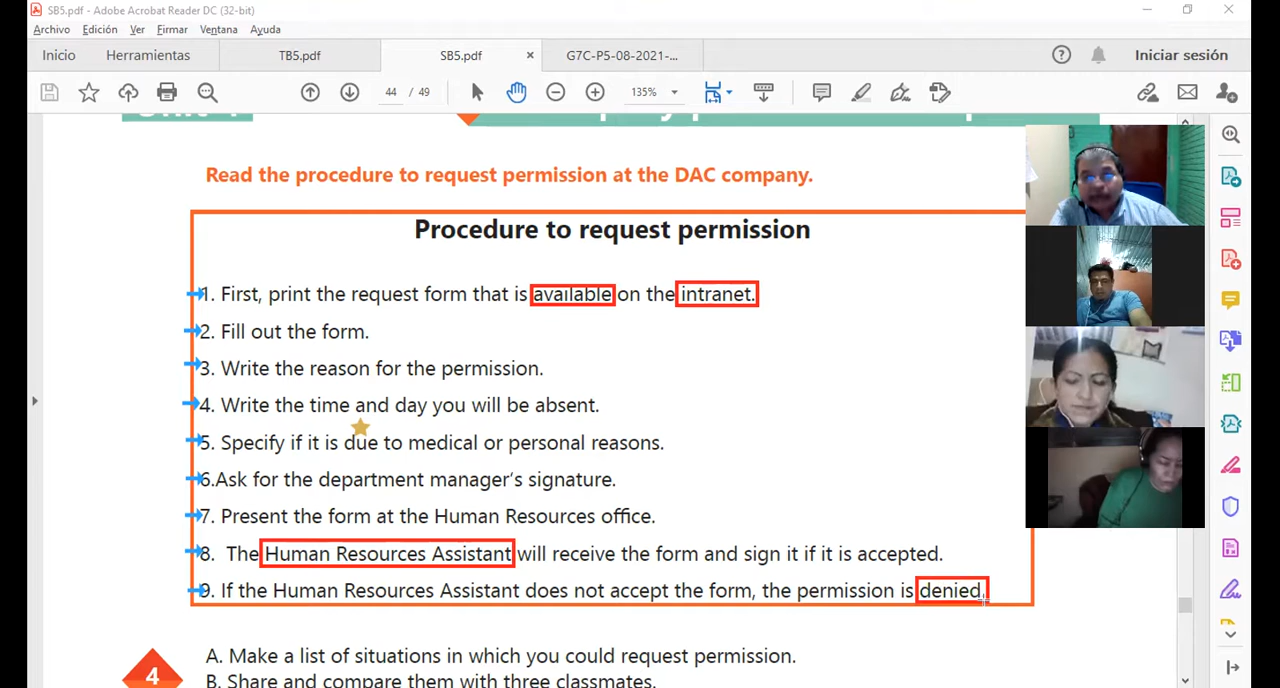 SB5.pdf - Adobe Acrobat Reader DC (32-bit)
Archivo Edición Ver Firmar Ventana Ayuda
Inicio Herramientas TB5.pdf SB5.pdf × G7C-P5-08-2021-... Iniciar sesión
44 / 49 135%
Read the procedure to request permission at the DAC company.
Procedure to request permission
1. First, print the request form that is available on the intranet.
2. Fill out the form.
3. Write the reason for the permission.
4. Write the time and day you will be absent.
5. Specify if it is due to medical or personal reasons.
6.Ask for the department manager's signature.
7. Present the form at the Human Resources office.
8. The Human Resources Assistant will receive the form and sign it if it is accepted.
9. If the Human Resources Assistant does not accept the form, the permission is denied.
4
A. Make a list of situations in which you could request permission.
B. Share and compare them with three classmates.